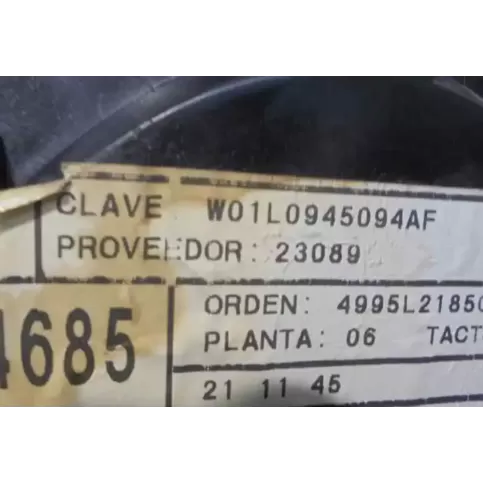 CLAVE W01L0945094AF
PROVEEDOR: 23089
ORDEN: 4995L2185
4685 PLANTA: 06 TACT
21 11 45